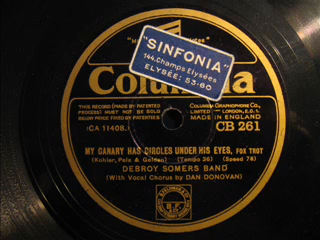 "SINFONIA"
144.Champs Elysées
ELYSÉE: 53-60
Columbia
THIS RECORD (MADE BY PATENTED
PROCESS) MUST NOT BE SOLD
BELOW PRICE FIXED BY PATENTEES
COLUMBIA GRAPHOPHONE CO.
LIMITED · LONDON, E.C.1.
MADE IN ENGLAND
(CA 11408.)
CB 261
MY CANARY HAS CIRCLES UNDER HIS EYES, FOX TROT
(Kohler, Pola & Golden) (Tempo 36) (Speed 78)
DEBROY SOMERS BAND
(With Vocal Chorus by DAN DONOVAN)